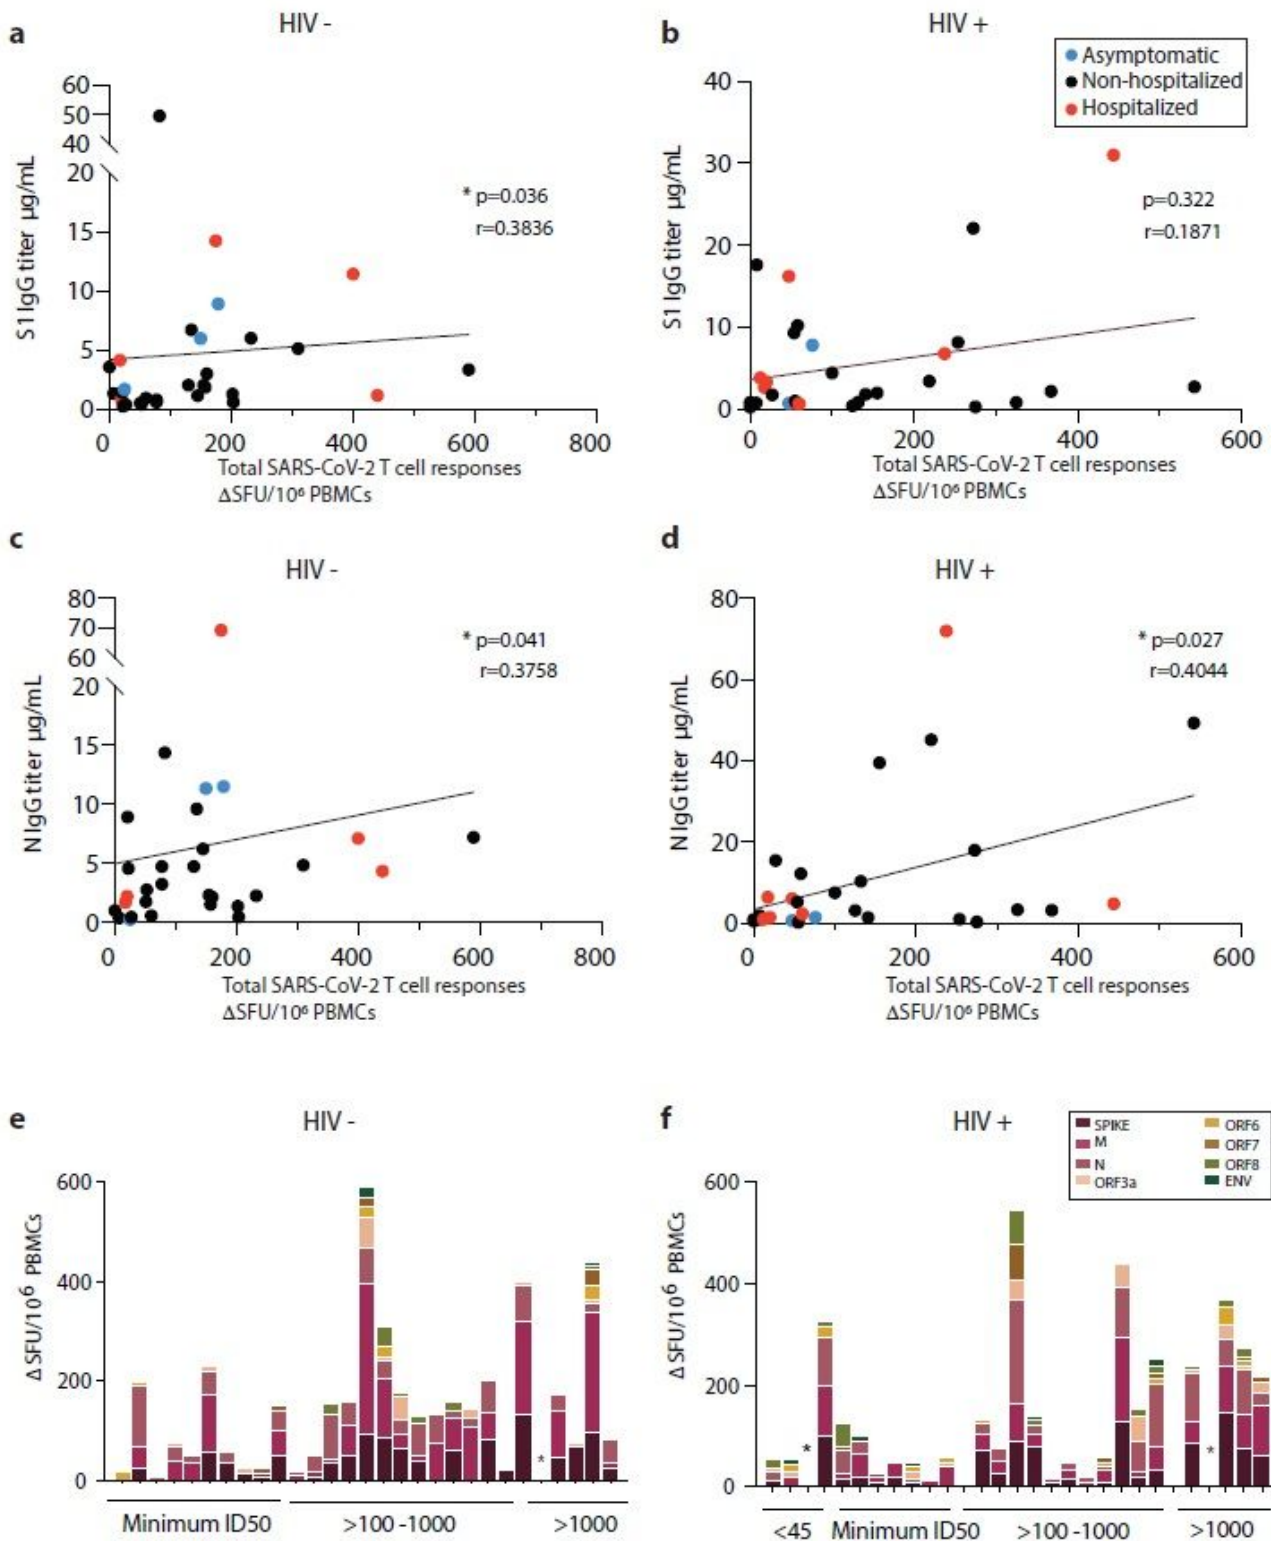 a
HIV -
60
50
40
20
15
10
5
0
S1 IgG titer µg/mL
* p=0.036
r=0.3836
0 200 400 600 800
Total SARS-CoV-2 T cell responses
ΔSFU/10⁶ PBMCs
b
HIV +
Asymptomatic
Non-hospitalized
Hospitalized
40
30
20
10
0
S1 IgG titer µg/mL
p=0.322
r=0.1871
0 200 400 600
Total SARS-CoV-2 T cell responses
ΔSFU/10⁶ PBMCs
c
HIV -
80
70
60
20
15
10
5
0
N IgG titer µg/mL
* p=0.041
r=0.3758
0 200 400 600 800
Total SARS-CoV-2 T cell responses
ΔSFU/10⁶ PBMCs
d
HIV +
80
60
40
20
0
N IgG titer µg/mL
* p=0.027
r=0.4044
0 200 400 600
Total SARS-CoV-2 T cell responses
ΔSFU/10⁶ PBMCs
e
HIV -
600
400
200
0
Δ SFU/10⁶ PBMCs
*
Minimum ID50 >100 -1000 >1000
f
HIV +
SPIKE
M
N
ORF3a
ORF6
ORF7
ORF8
ENV
600
400
200
0
Δ SFU/10⁶ PBMCs
* *
<45 Minimum ID50 >100 -1000 >1000